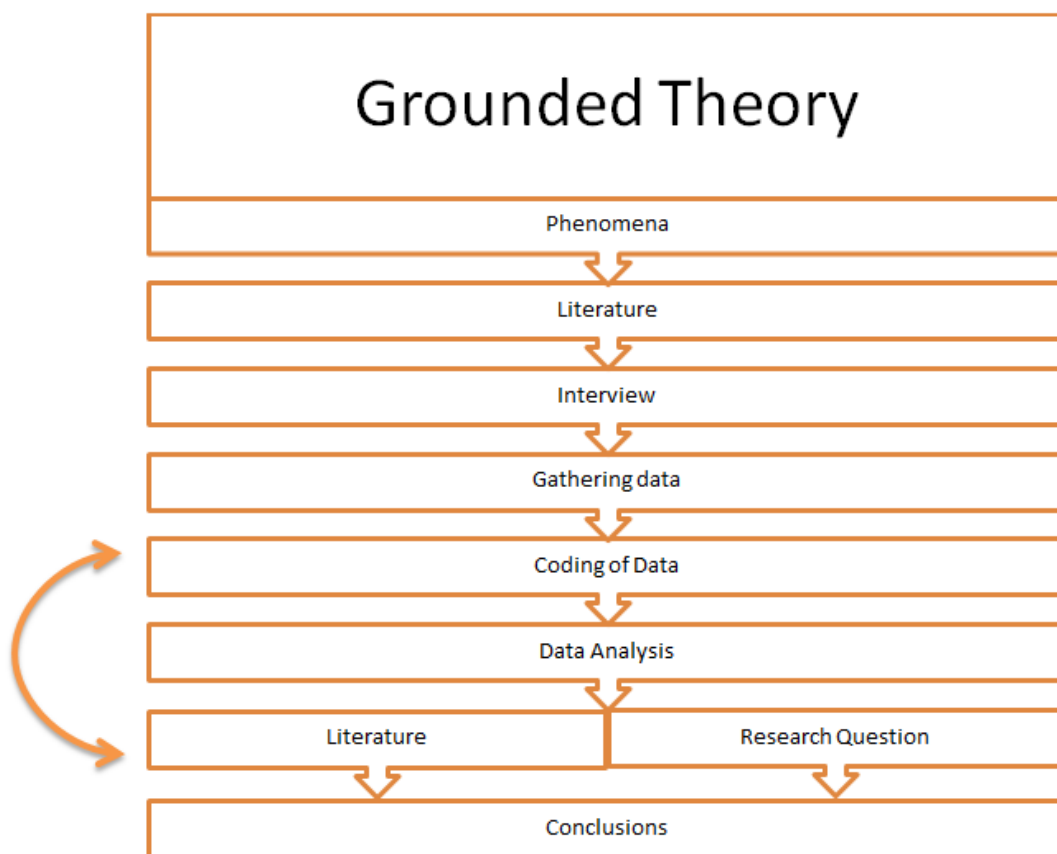 Grounded Theory
Phenomena
Literature
Interview
Gathering data
Coding of Data
Data Analysis
Literature
Research Question
Conclusions